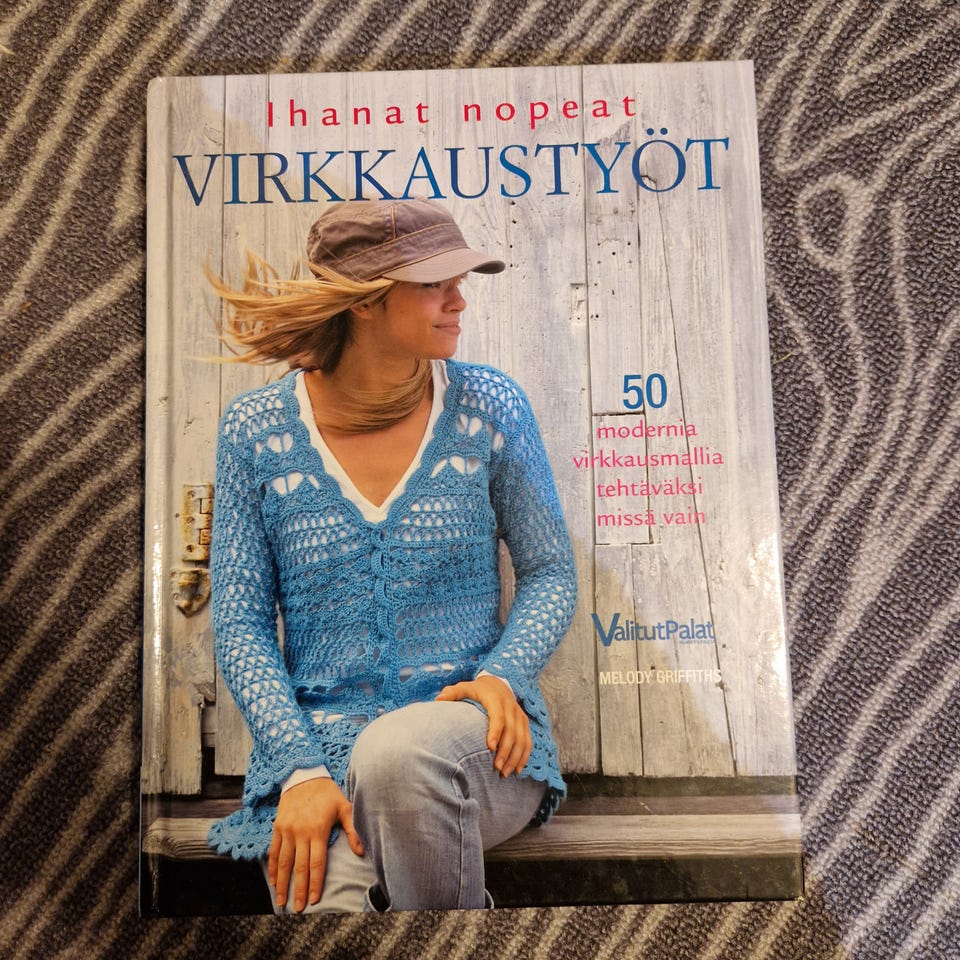 Ihanat nopeat
VIRKKAUSTYÖT
50
modernia
virkkausmallia
tehtäväksi
missä vain
ValitutPalat
MELODY GRIFFITHS